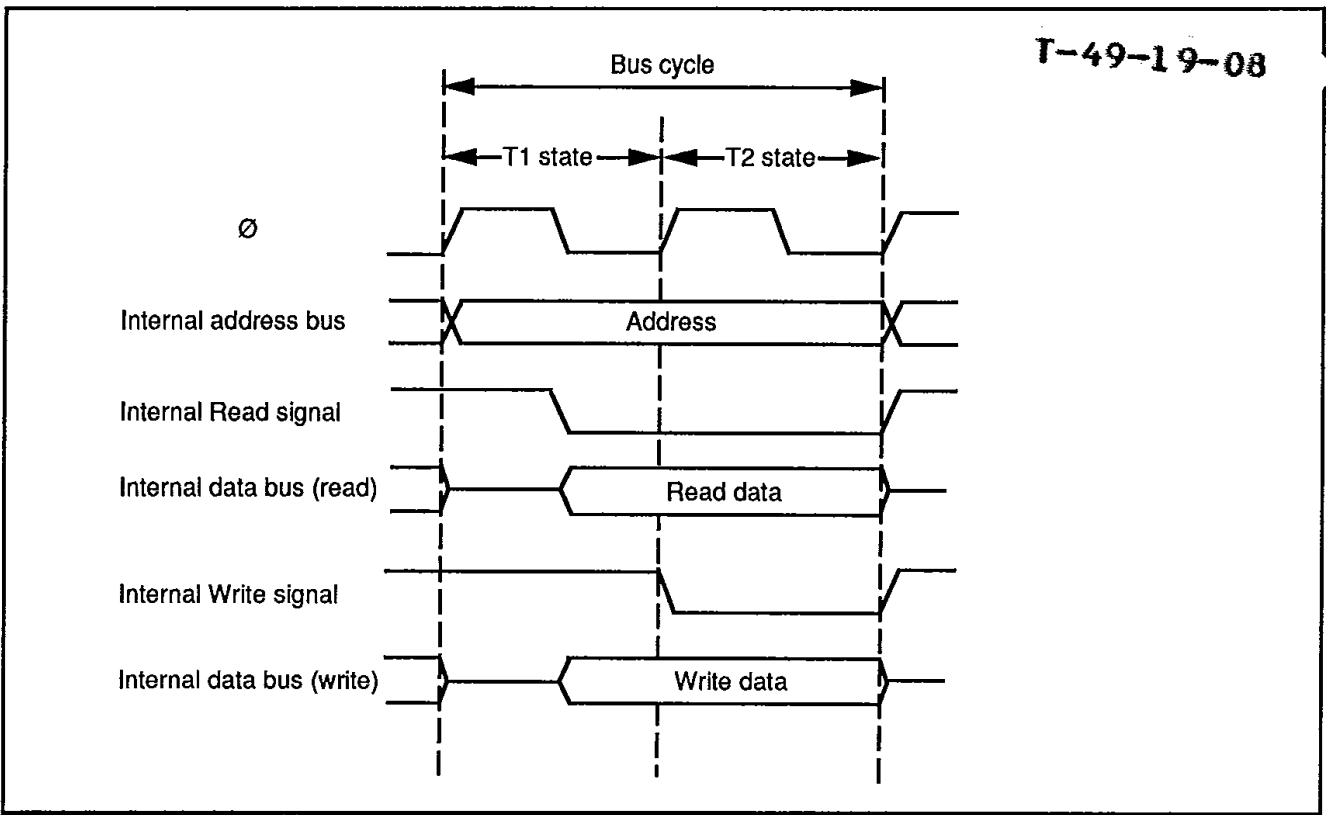 T-49-19-08
Bus cycle
T1 state
T2 state
Ø
Internal address bus
Address
Internal Read signal
Internal data bus (read)
Read data
Internal Write signal
Internal data bus (write)
Write data